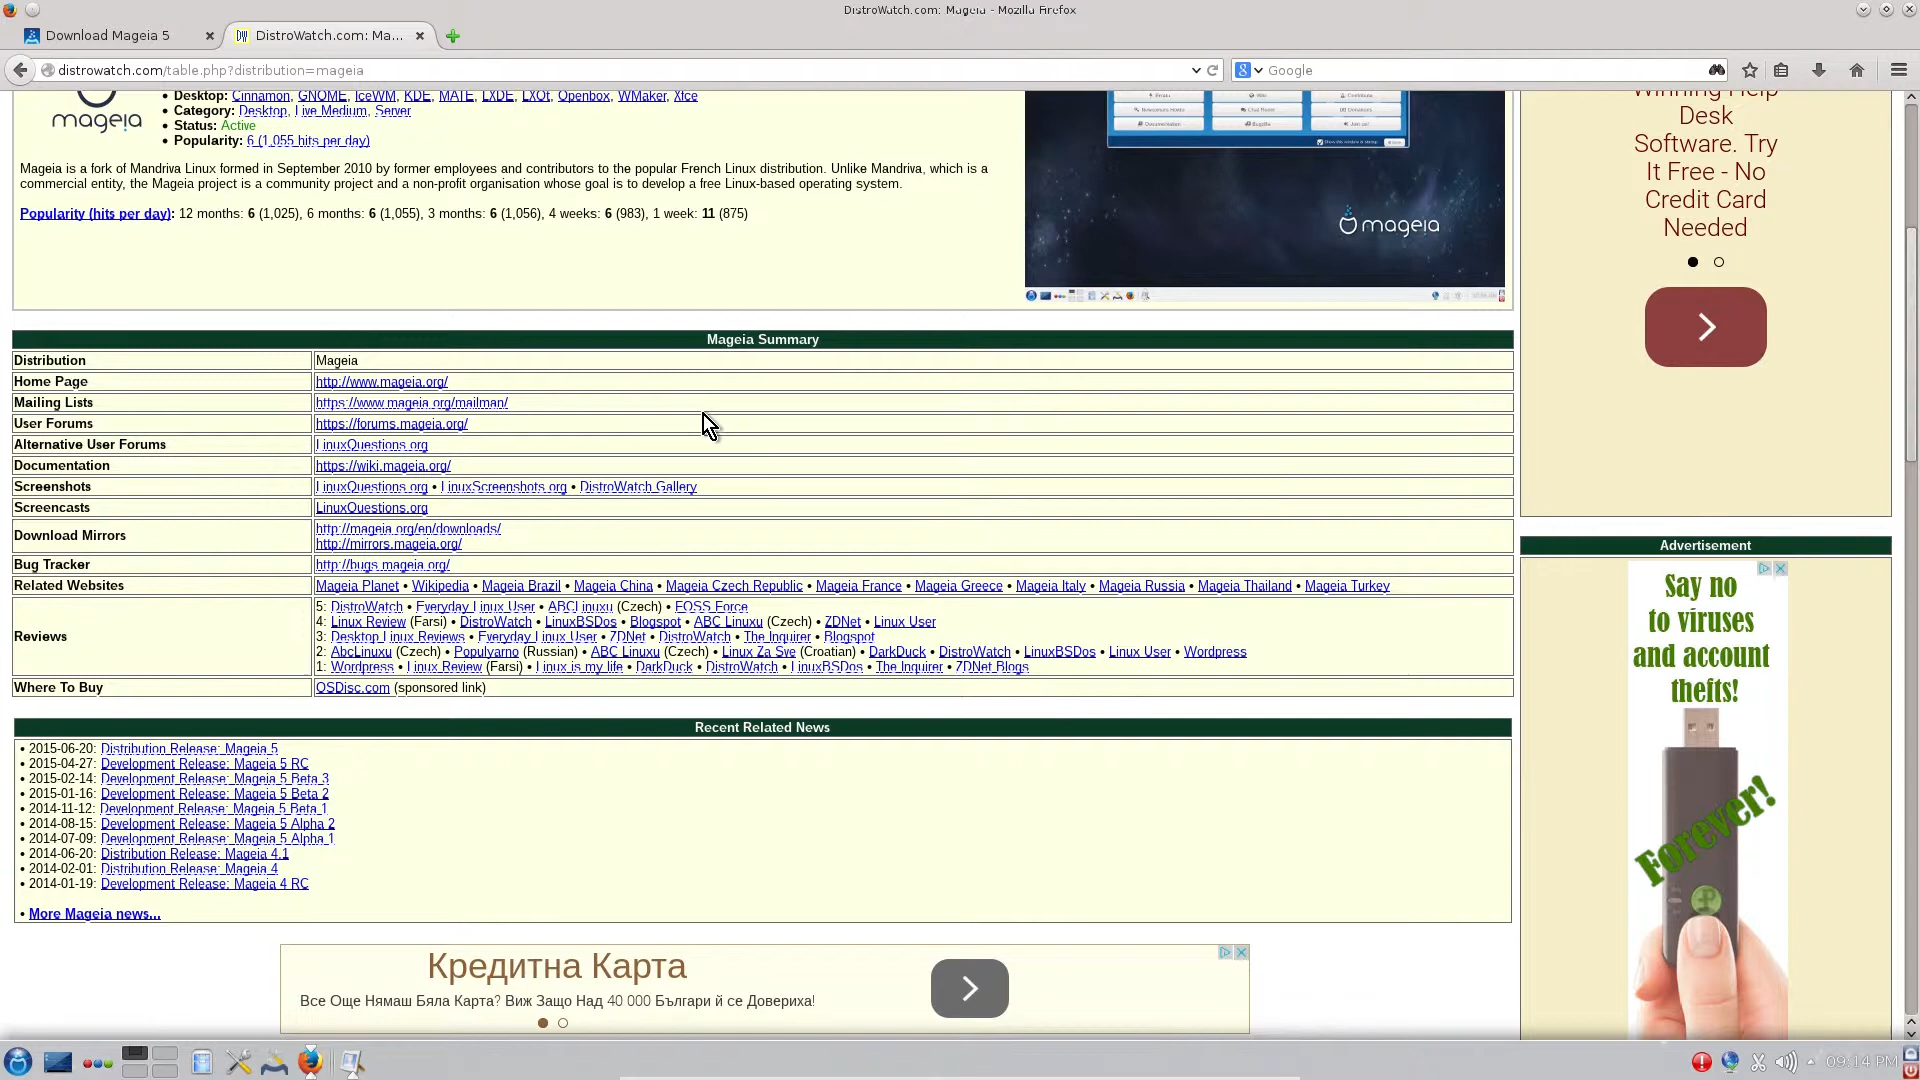 DistroWatch.com: Mageia - Mozilla Firefox
Download Mageia 5
DistroWatch.com: Ma...
distrowatch.com/table.php?distribution=mageia
Google
mageia
• Desktop: Cinnamon, GNOME, IceWM, KDE, MATE, LXDE, LXQt, Openbox, WMaker, Xfce
• Category: Desktop, Live Medium, Server
• Status: Active
• Popularity: 6 (1,055 hits per day)
Mageia is a fork of Mandriva Linux formed in September 2010 by former employees and contributors to the popular French Linux distribution. Unlike Mandriva, which is a
commercial entity, the Mageia project is a community project and a non-profit organisation whose goal is to develop a free Linux-based operating system.
Popularity (hits per day): 12 months: 6 (1,025), 6 months: 6 (1,055), 3 months: 6 (1,056), 4 weeks: 6 (983), 1 week: 11 (875)
mageia
Winning Help
Desk
Software. Try
It Free - No
Credit Card
Needed
Mageia Summary
Distribution Mageia
Home Page http://www.mageia.org/
Mailing Lists https://www.mageia.org/mailman/
User Forums https://forums.mageia.org/
Alternative User Forums LinuxQuestions.org
Documentation https://wiki.mageia.org/
Screenshots LinuxQuestions.org • LinuxScreenshots.org • DistroWatch Gallery
Screencasts LinuxQuestions.org
Download Mirrors http://mageia.org/en/downloads/
http://mirrors.mageia.org/
Bug Tracker http://bugs.mageia.org/
Related Websites Mageia Planet • Wikipedia • Mageia Brazil • Mageia China • Mageia Czech Republic • Mageia France • Mageia Greece • Mageia Italy • Mageia Russia • Mageia Thailand • Mageia Turkey
Reviews
5: DistroWatch • Everyday Linux User • ABCLinuxu (Czech) • FOSS Force
4: Linux Review (Farsi) • DistroWatch • LinuxBSDos • Blogspot • ABC Linuxu (Czech) • ZDNet • Linux User
3: Desktop Linux Reviews • Everyday Linux User • ZDNet • DistroWatch • The Inquirer • Blogspot
2: AbcLinuxu (Czech) • Populyarno (Russian) • ABC Linuxu (Czech) • Linux Za Sve (Croatian) • DarkDuck • DistroWatch • LinuxBSDos • Linux User • Wordpress
1: Wordpress • Linux Review (Farsi) • Linux is my life • DarkDuck • DistroWatch • LinuxBSDos • The Inquirer • ZDNet Blogs
Where To Buy OSDisc.com (sponsored link)
Recent Related News
• 2015-06-20: Distribution Release: Mageia 5
• 2015-04-27: Development Release: Mageia 5 RC
• 2015-02-14: Development Release: Mageia 5 Beta 3
• 2015-01-16: Development Release: Mageia 5 Beta 2
• 2014-11-12: Development Release: Mageia 5 Beta 1
• 2014-08-15: Development Release: Mageia 5 Alpha 2
• 2014-07-09: Development Release: Mageia 5 Alpha 1
• 2014-06-20: Distribution Release: Mageia 4.1
• 2014-02-01: Distribution Release: Mageia 4
• 2014-01-19: Development Release: Mageia 4 RC
• More Mageia news...
Advertisement
Say no
to viruses
and account
thefts!
Forever!
Кредитна Карта
Все Още Нямаш Бяла Карта? Виж Защо Над 40 000 Българи й се Довериха!
09:14 PM